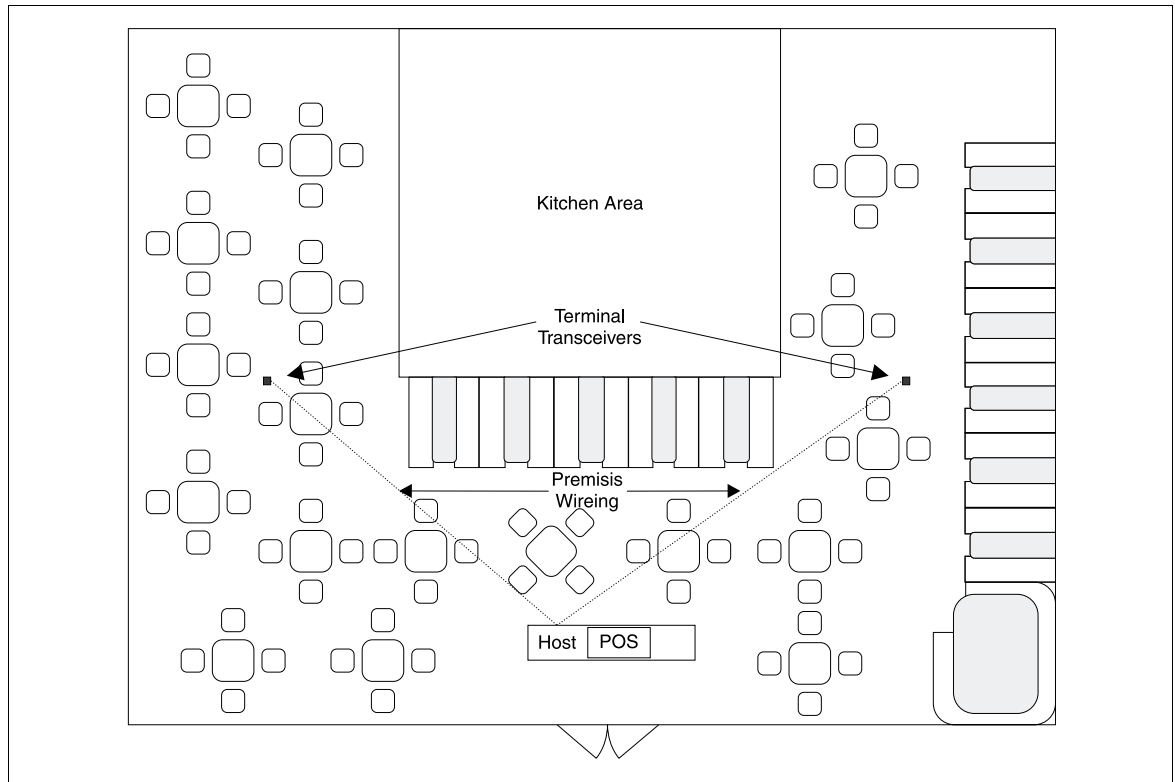 Kitchen Area
Terminal
Transceivers
Premisis
Wireing
Host POS